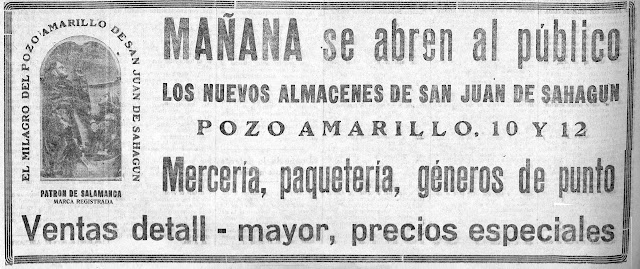 EL MILAGRO DEL POZO AMARILLO DE SAN JUAN DE SAHAGUN
PATRON DE SALAMANCA
MARCA REGISTRADA
MAÑANA se abren al público
LOS NUEVOS ALMACENES DE SAN JUAN DE SAHAGUN
POZO AMARILLO, 10 Y 12
Mercería, paquetería, géneros de punto
Ventas detall - mayor, precios especiales